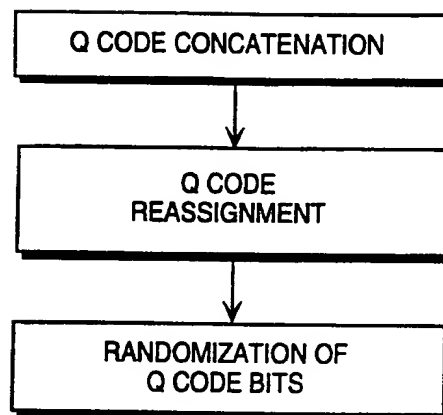 Q CODE CONCATENATION
Q CODE
REASSIGNMENT
RANDOMIZATION OF
Q CODE BITS